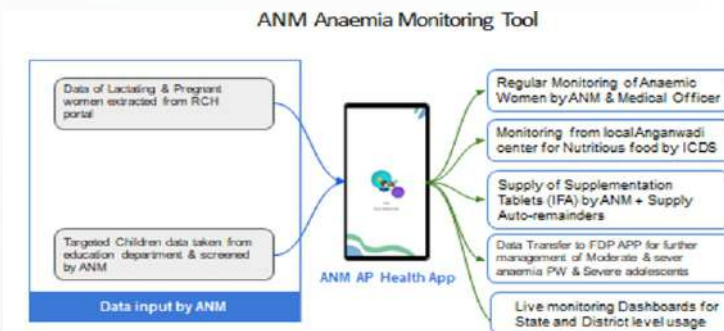 ANM Anaemia Monitoring Tool
Data of Lactating & Pregnant
women extracted from RCH
portal
Targeted Children data taken from
education department & screened
by ANM
Data input by ANM
ANM AP Health App
Regular Monitoring of Anaemic
Women by ANM & Medical Officer
Monitoring from local Anganwadi
center for Nutritious food by ICDS
Supply of Supplementation
Tablets (IFA) by ANM + Supply
Auto-remainders
Data Transfer to FDP APP for further
management of Moderate & sever
anaemia PW & Severe adolescents
Live monitoring Dashboards for
State and District level usage